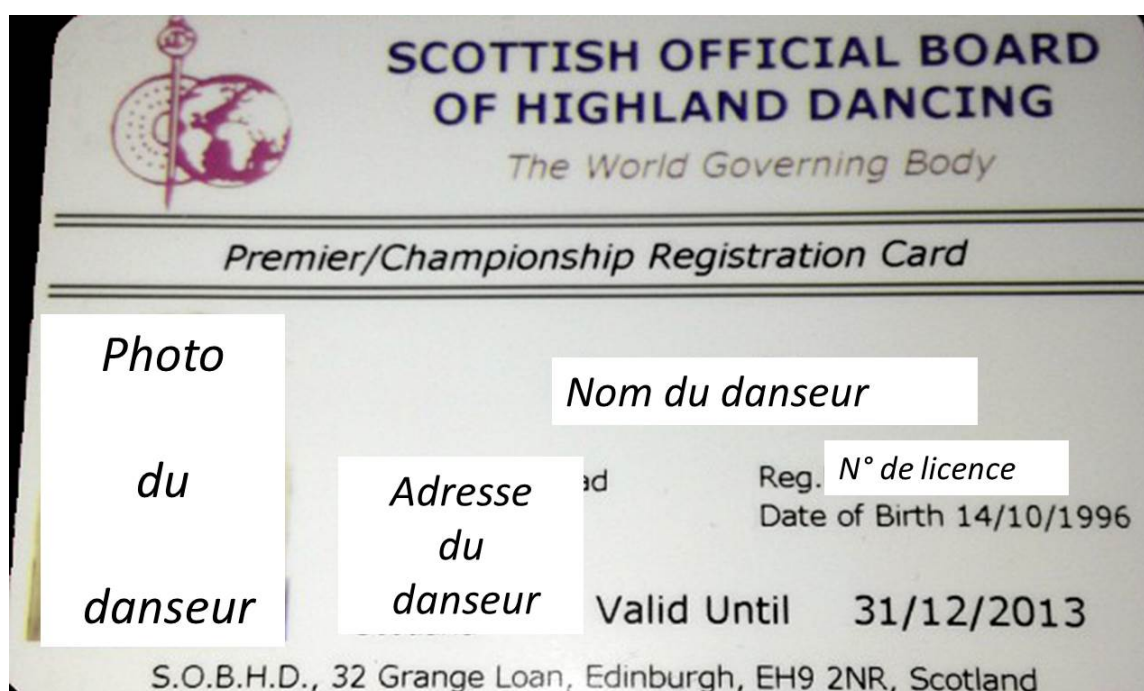 SCOTTISH OFFICIAL BOARD
OF HIGHLAND DANCING
The World Governing Body
Premier/Championship Registration Card
Photo
du
danseur
Nom du danseur
Adresse
du
danseur
ad
Reg. N° de licence
Date of Birth 14/10/1996
Valid Until 31/12/2013
S.O.B.H.D., 32 Grange Loan, Edinburgh, EH9 2NR, Scotland